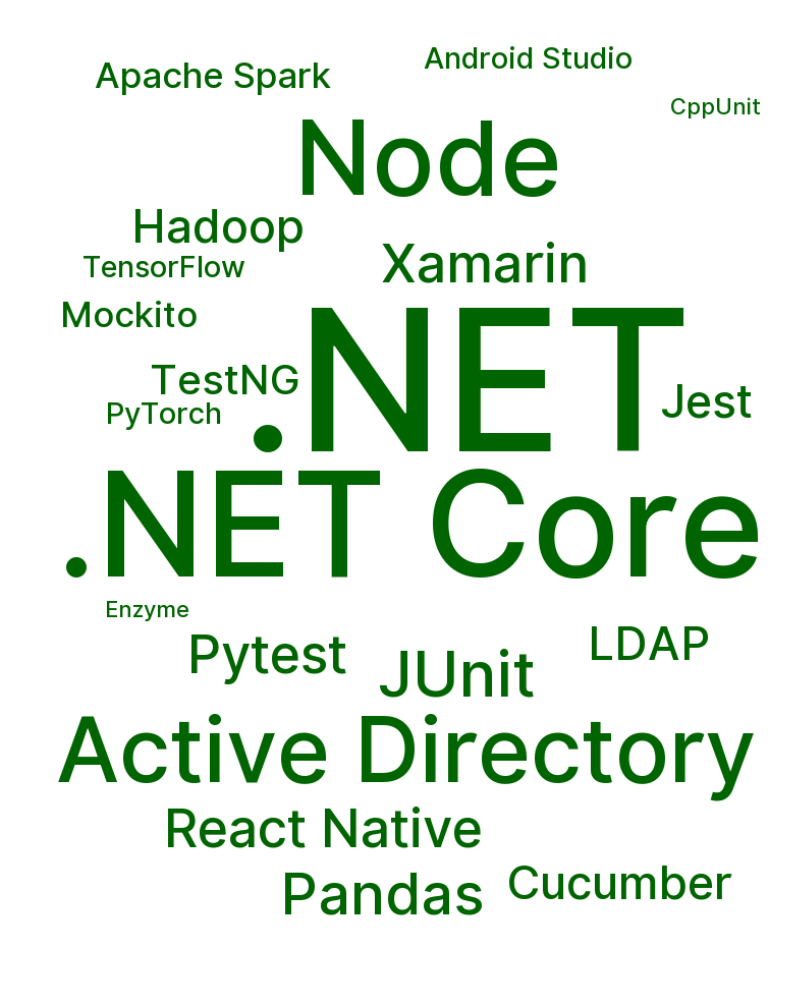 Android Studio
Apache Spark
CppUnit
Node
Hadoop
Xamarin
TensorFlow
Mockito
.NET
TestNG
Jest
PyTorch
.NET Core
Enzyme
LDAP
Pytest
JUnit
Active Directory
React Native
Cucumber
Pandas